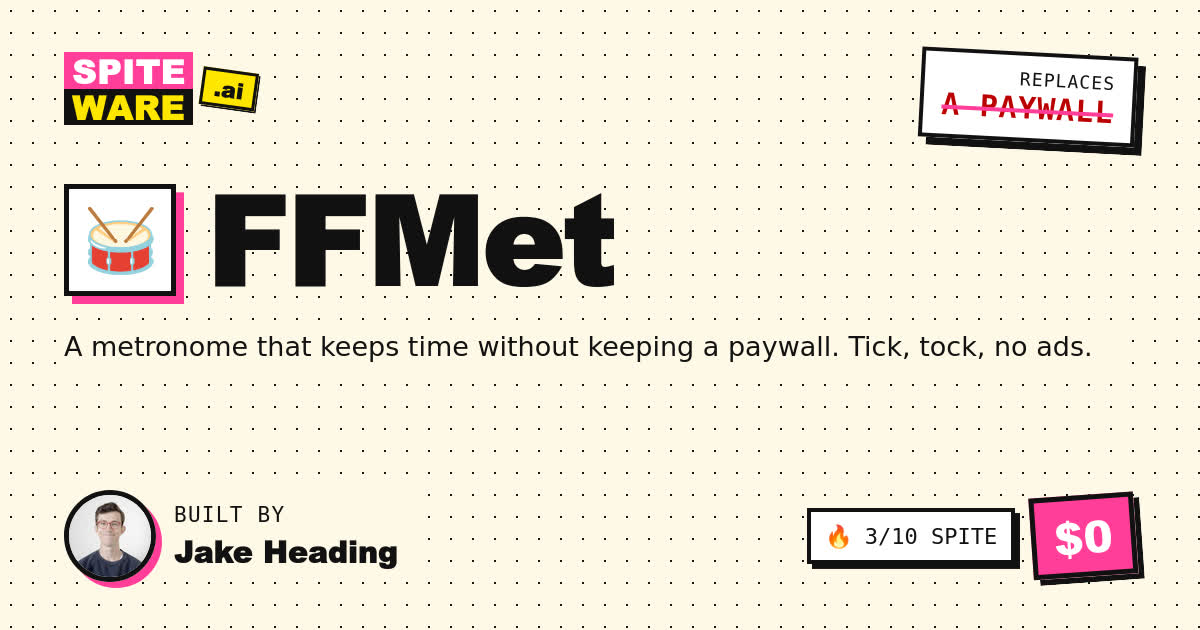 SPITE
WARE
.ai
REPLACES
A PAYWALL
FFMet
A metronome that keeps time without keeping a paywall. Tick, tock, no ads.
BUILT BY
Jake Heading
3/10 SPITE
$0